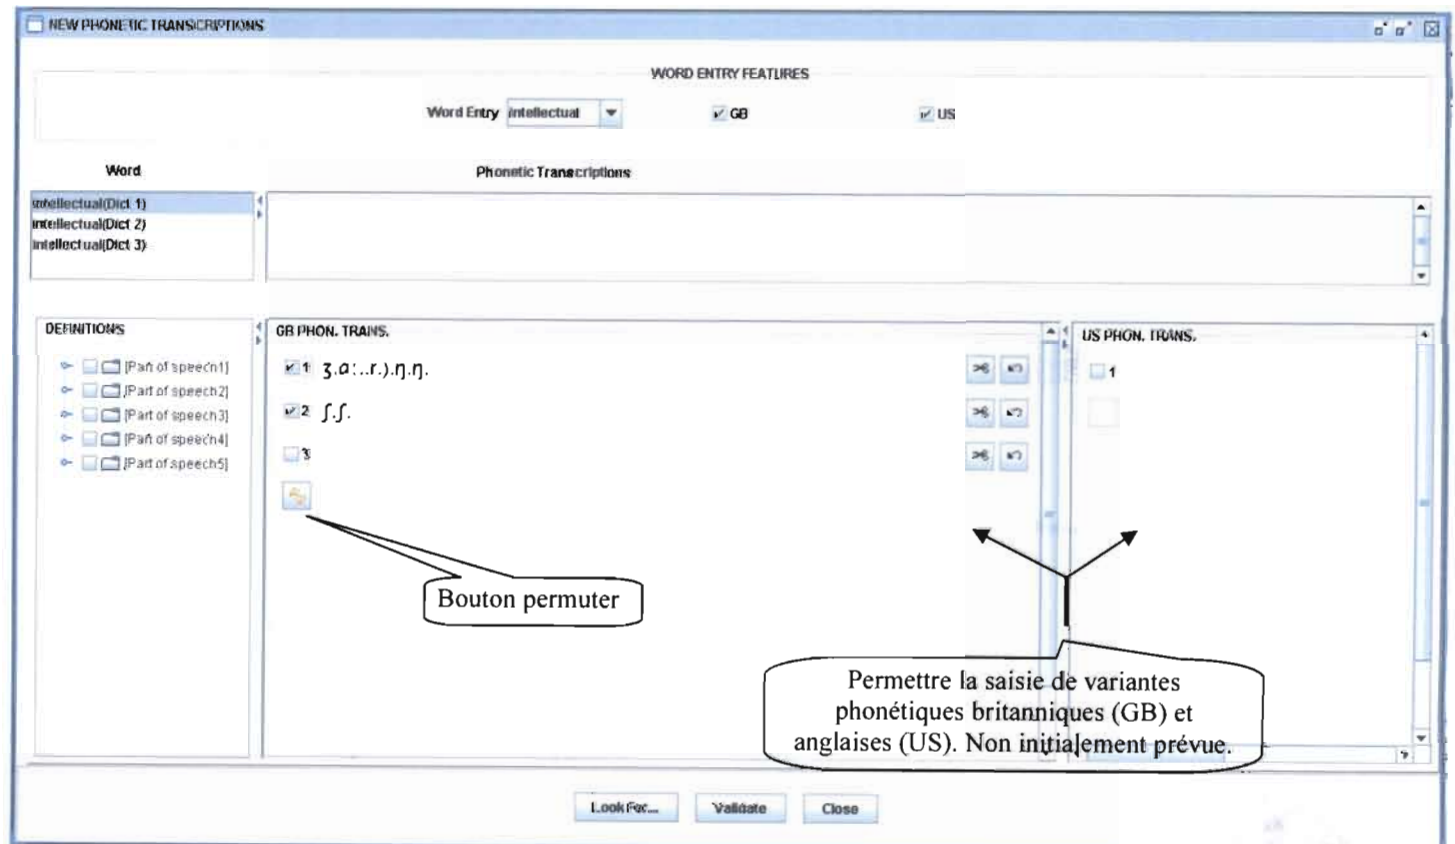 NEW PHONETIC TRANSCRIPTIONS
WORD ENTRY FEATURES
Word Entry intellectual GB US
Word Phonetic Transcriptions
intellectual(Dict 1)
intellectual(Dict 2)
intellectual(Dict 3)
DEFINITIONS
[Part of speech1]
[Part of speech2]
[Part of speech3]
[Part of speech4]
[Part of speech5]
GB PHON. TRANS.
1 ʒ.ɑː..r.).ŋ.ŋ.
2 ʃ.ʃ.
3
US PHON. TRANS.
1
Bouton permuter
Permettre la saisie de variantes
phonétiques britanniques (GB) et
anglaises (US). Non initialement prévue.
Look For... Validate Close